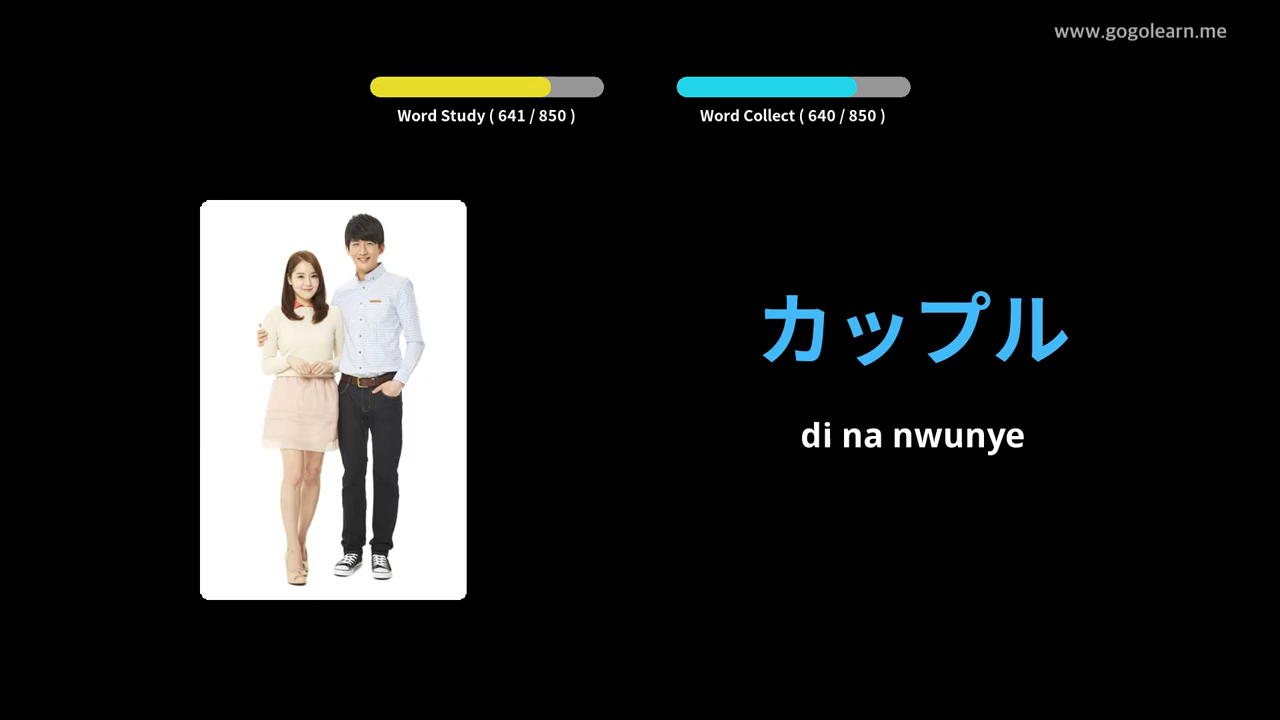 www.gogolearn.me
Word Study ( 641 / 850 )
Word Collect ( 640 / 850 )
カップル
di na nwunye